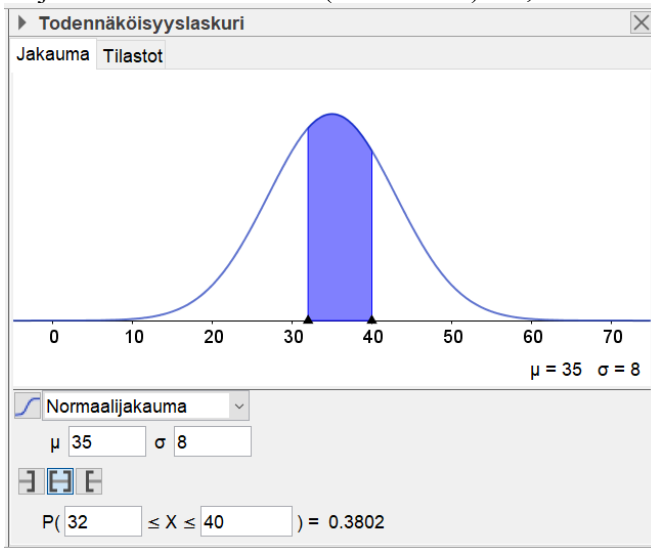 Todennäköisyyslaskuri
Jakauma Tilastot
0 10 20 30 40 50 60 70
μ = 35 σ = 8
Normaalijakauma
μ 35 σ 8
P( 32 ≤ X ≤ 40 ) = 0.3802